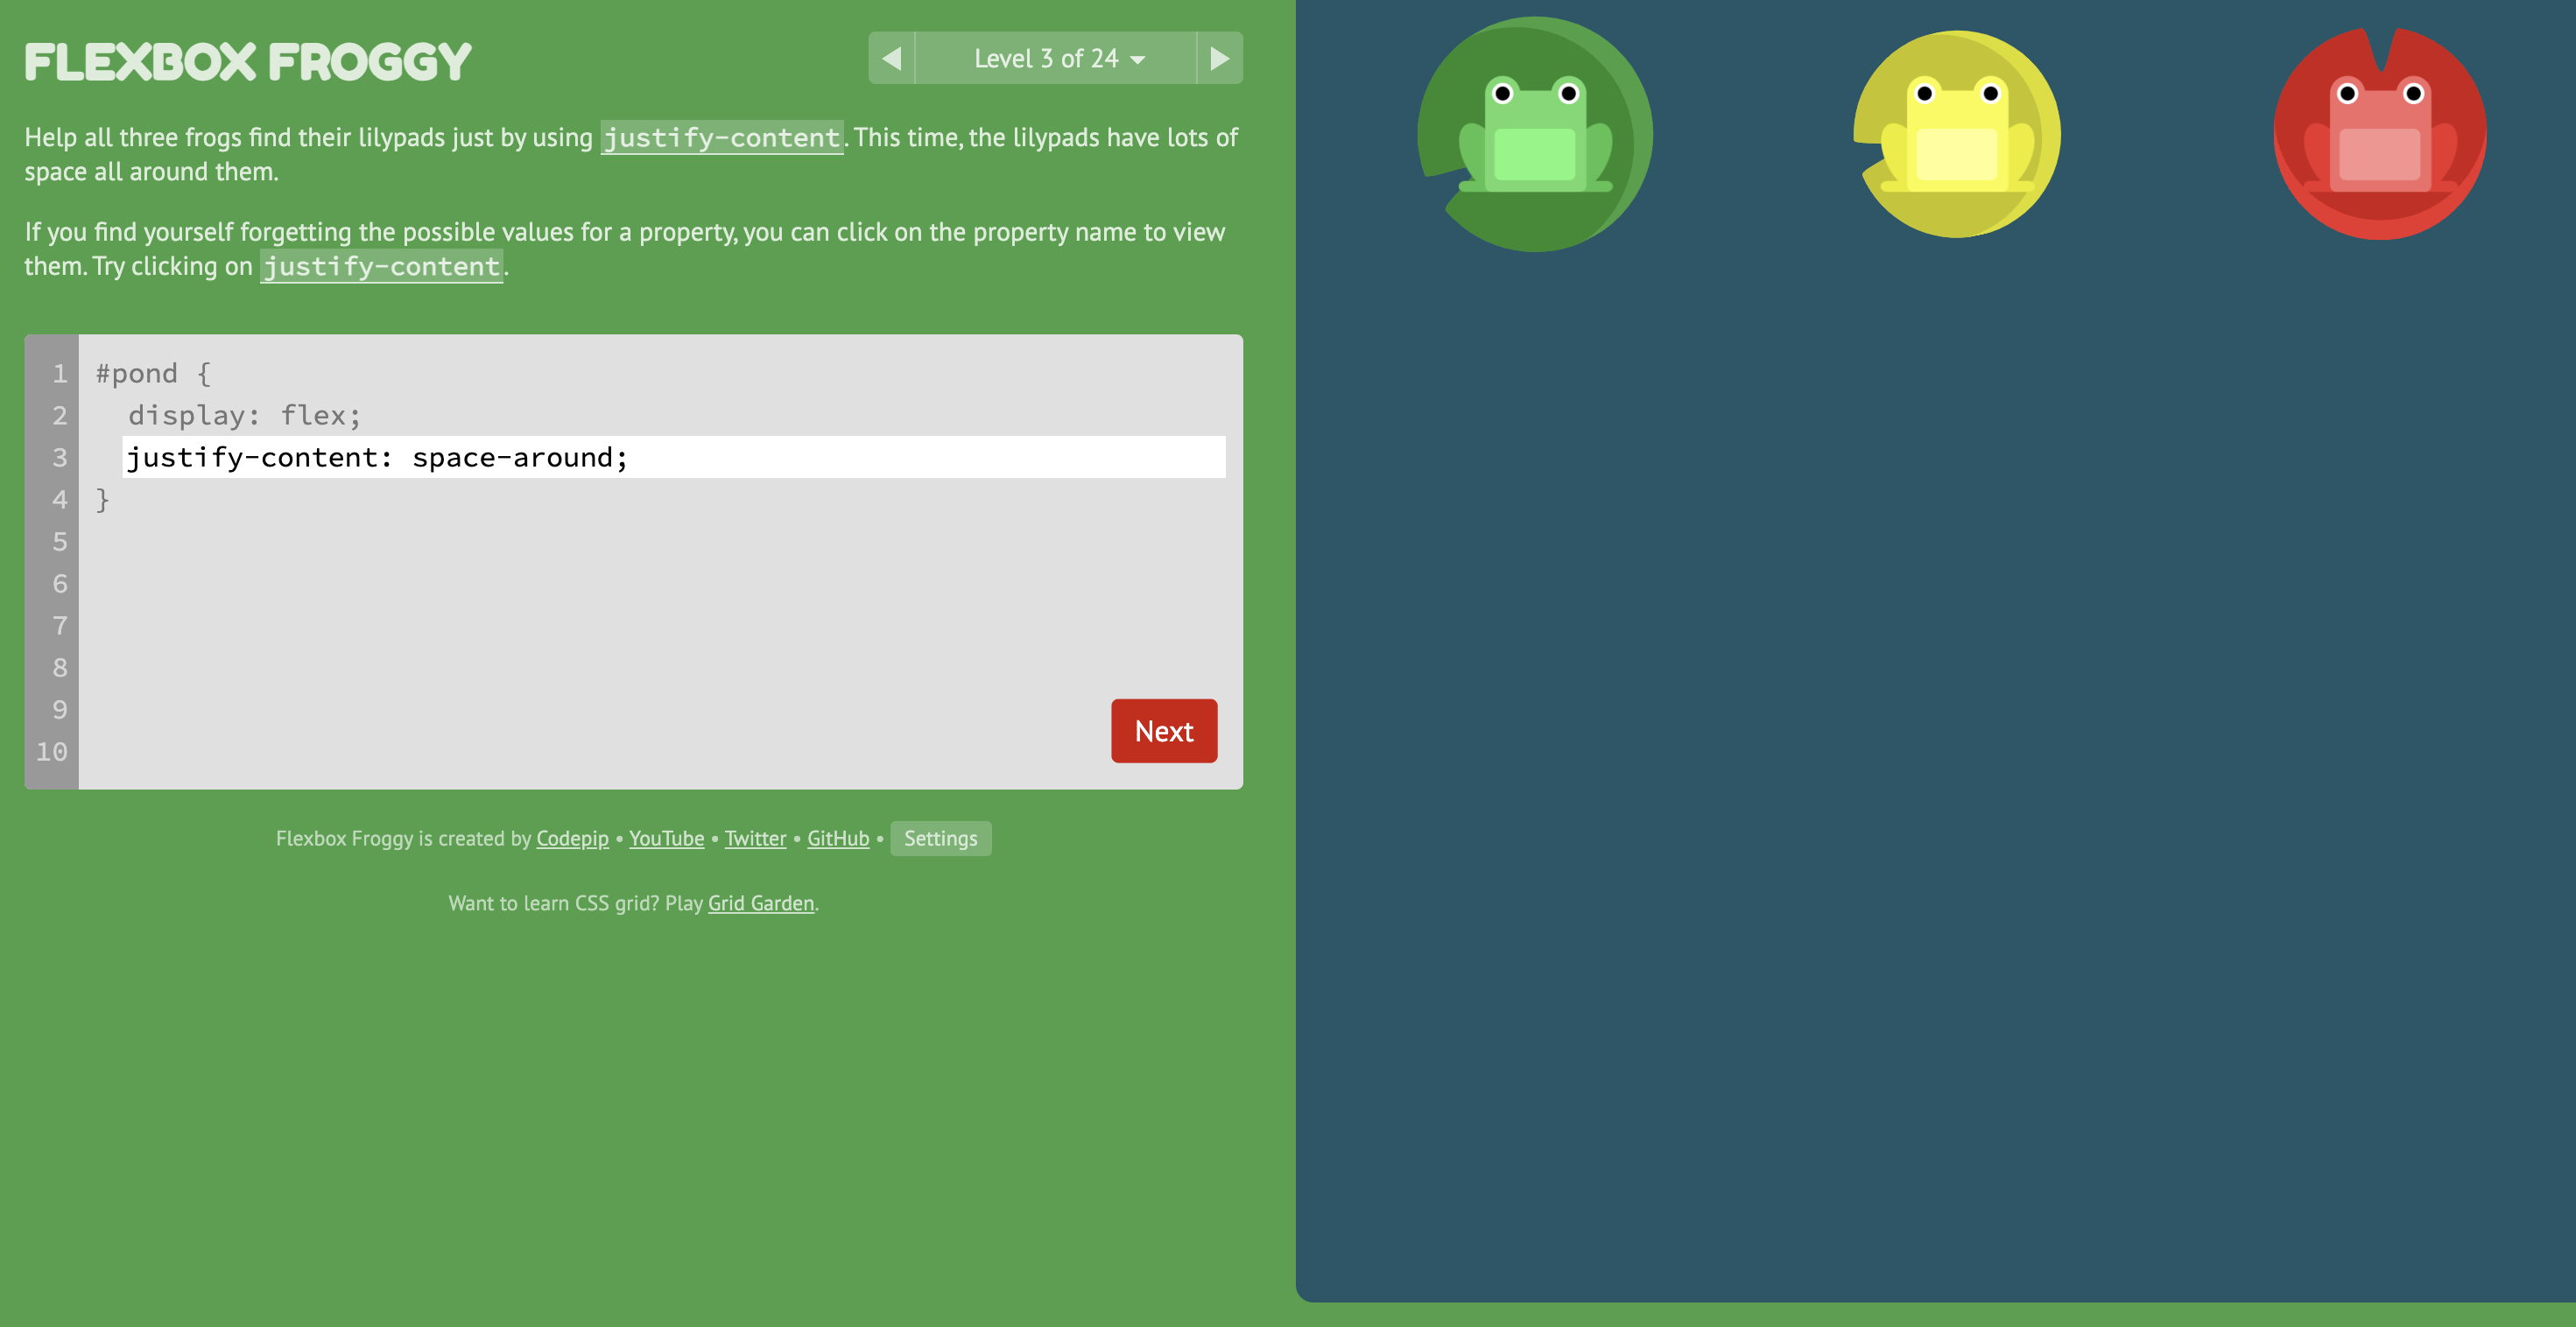 FLEXBOX FROGGY
Level 3 of 24
Help all three frogs find their lilypads just by using justify-content. This time, the lilypads have lots of
space all around them.
If you find yourself forgetting the possible values for a property, you can click on the property name to view
them. Try clicking on justify-content.
1 #pond {
2 display: flex;
3 justify-content: space-around;
4 }
5
6
7
8
9
10
Next
Flexbox Froggy is created by Codepip • YouTube • Twitter • GitHub • Settings
Want to learn CSS grid? Play Grid Garden.